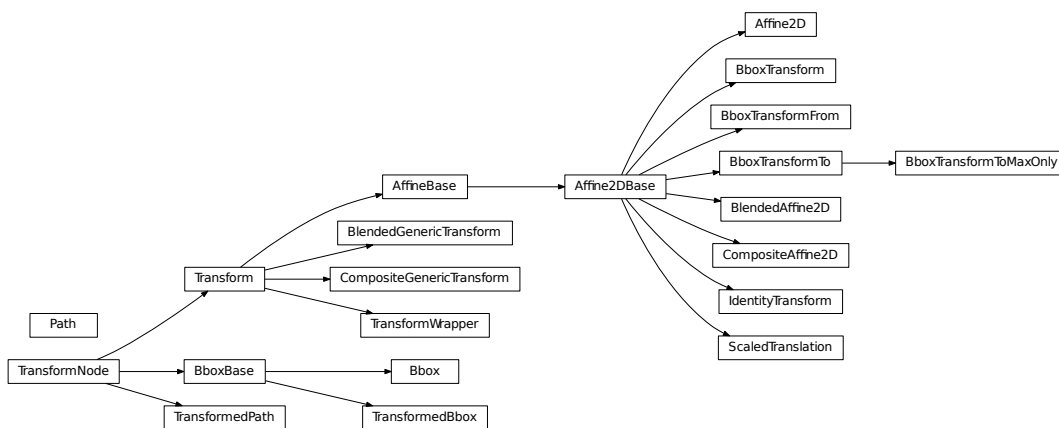 Affine2D
BboxTransform
BboxTransformFrom
BboxTransformTo
BboxTransformToMaxOnly
AffineBase
Affine2DBase
BlendedAffine2D
BlendedGenericTransform
CompositeAffine2D
Transform
CompositeGenericTransform
IdentityTransform
Path
TransformWrapper
ScaledTranslation
TransformNode
BboxBase
Bbox
TransformedPath
TransformedBbox